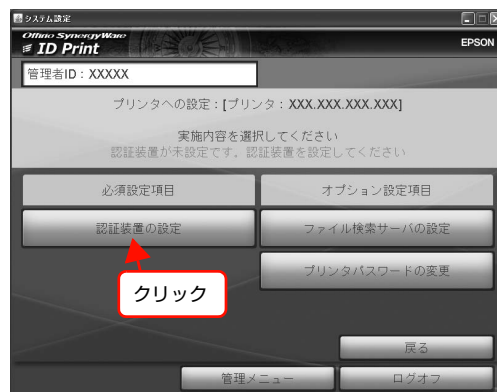 システム設定
Offirio SynergyWare
ID Print
EPSON
管理者ID：XXXXX
プリンタへの設定：[プリンタ：XXX.XXX.XXX.XXX]
実施内容を選択してください
認証装置が未設定です。認証装置を設定してください
必須設定項目
オプション設定項目
認証装置の設定
ファイル検索サーバの設定
クリック
プリンタパスワードの変更
戻る
管理メニュー
ログオフ